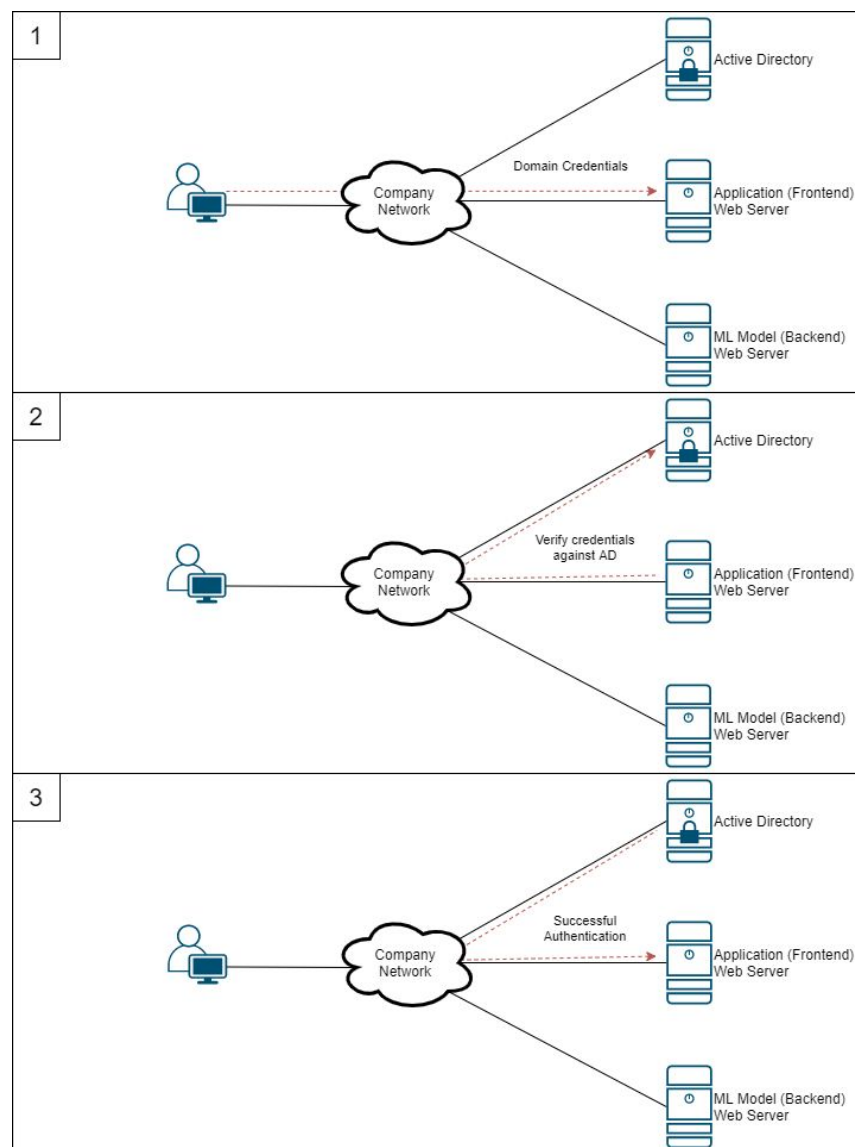 1
Active Directory
Domain Credentials
Company
Network
Application (Frontend)
Web Server
ML Model (Backend)
Web Server
2
Active Directory
Verify credentials
against AD
Company
Network
Application (Frontend)
Web Server
ML Model (Backend)
Web Server
3
Active Directory
Successful
Authentication
Company
Network
Application (Frontend)
Web Server
ML Model (Backend)
Web Server